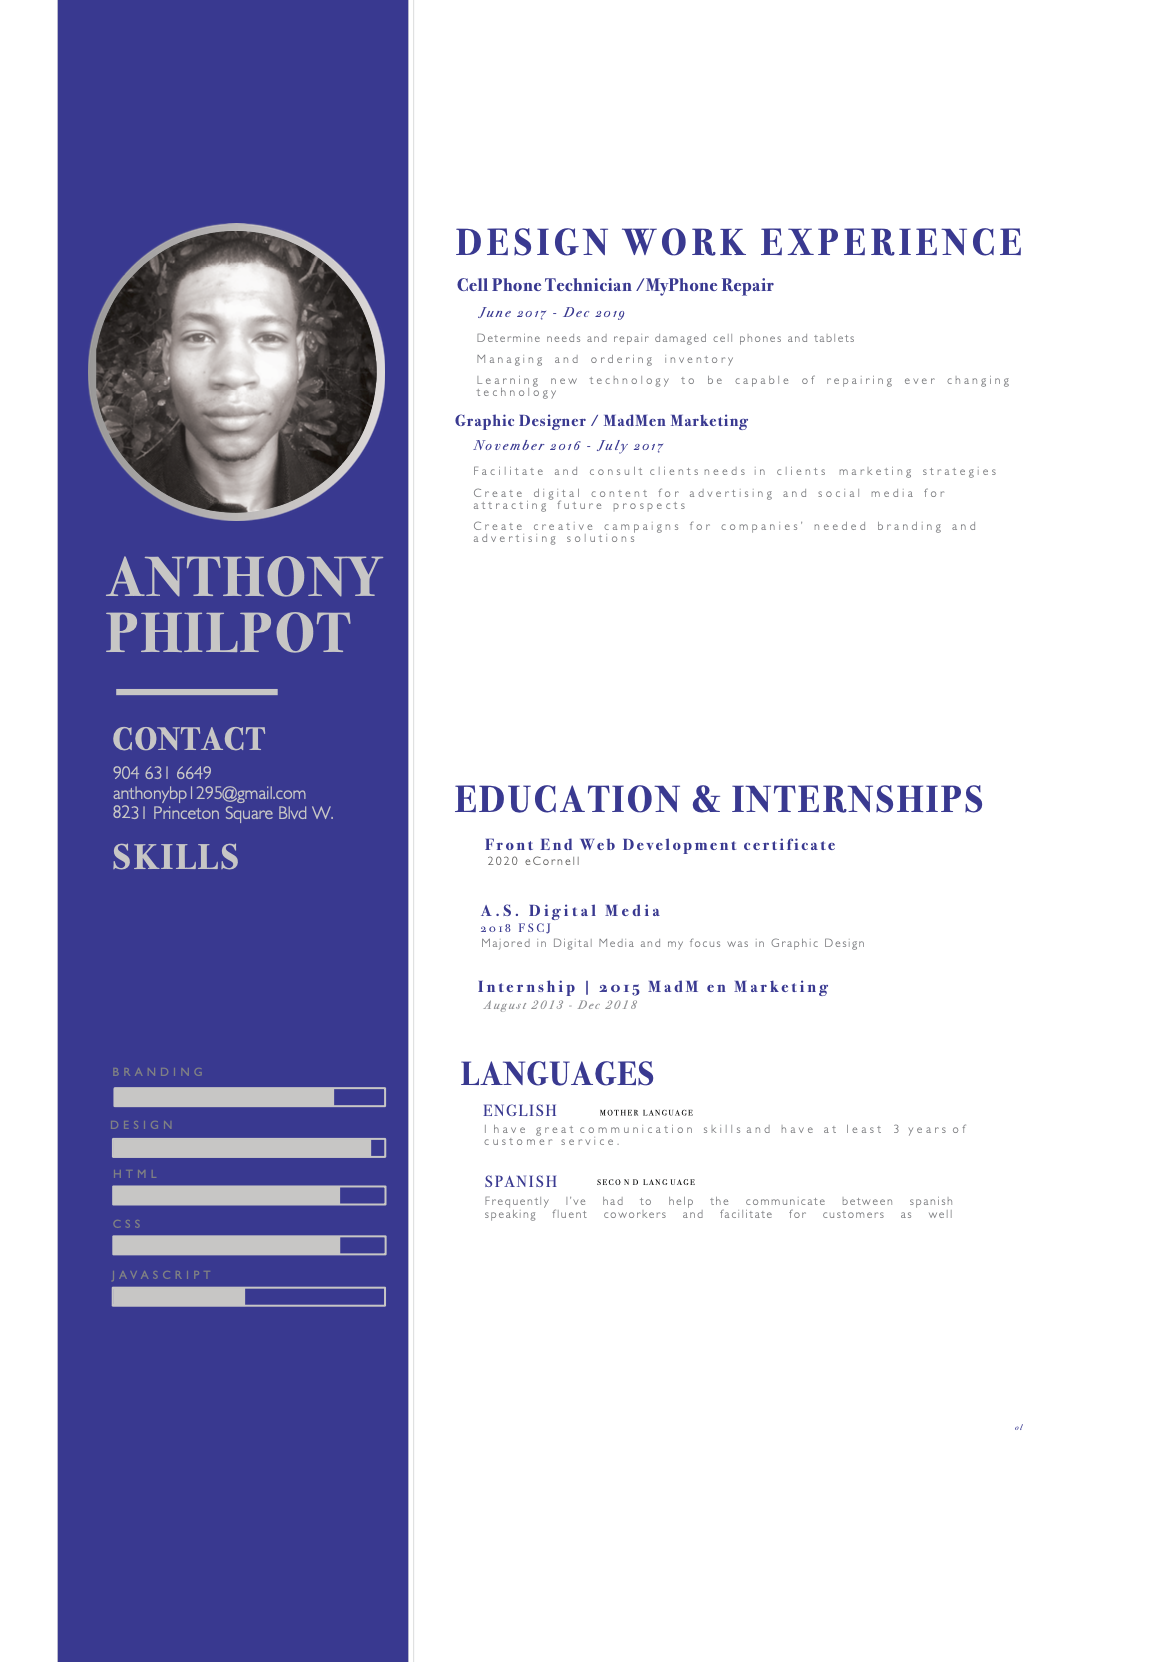 ANTHONY
PHILPOT
CONTACT
904 631 6649
anthonybp1295@gmail.com
8231 Princeton Square Blvd W.
SKILLS
BRANDING
DESIGN
HTML
CSS
JAVASCRIPT
DESIGN WORK EXPERIENCE
Cell Phone Technician /MyPhone Repair
June 2017 - Dec 2019
Determine needs and repair damaged cell phones and tablets
Managing and ordering inventory
Learning new technology to be capable of repairing ever changing
technology
Graphic Designer / MadMen Marketing
November 2016 - July 2017
Facilitate and consult clients needs in clients marketing strategies
Create digital content for advertising and social media for
attracting future prospects
Create creative campaigns for companies' needed branding and
advertising solutions
EDUCATION & INTERNSHIPS
Front End Web Development certificate
2020 eCornell
A.S. Digital Media
2018 FSCJ
Majored in Digital Media and my focus was in Graphic Design
Internship | 2015 MadM en Marketing
August 2013 - Dec 2018
LANGUAGES
ENGLISH MOTHER LANGUAGE
I have great communication skills and have at least 3 years of
customer service.
SPANISH SECON D LANGUAGE
Frequently I've had to help the communicate between spanish
speaking fluent coworkers and facilitate for customers as well
01